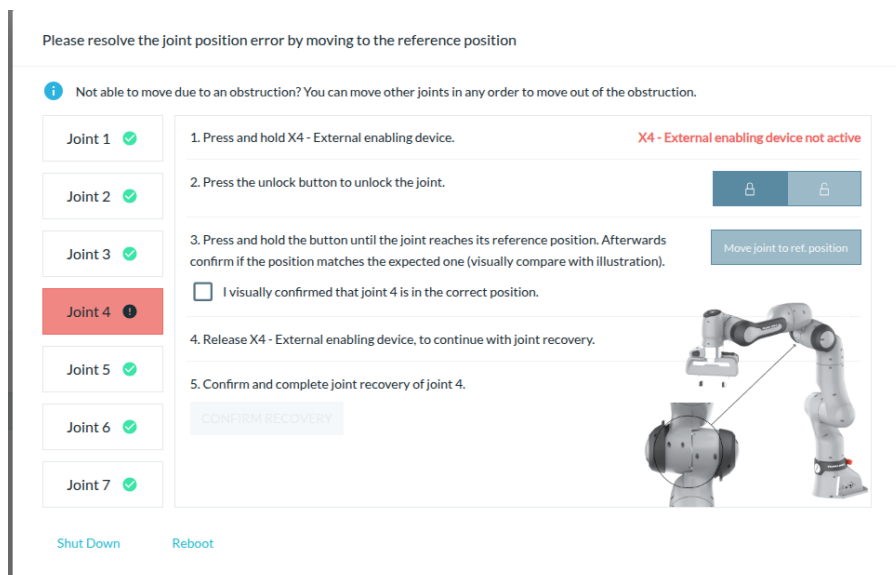 Please resolve the joint position error by moving to the reference position
Not able to move due to an obstruction? You can move other joints in any order to move out of the obstruction.
Joint 1
Joint 2
Joint 3
Joint 4
Joint 5
Joint 6
Joint 7
1. Press and hold X4 - External enabling device.
X4 - External enabling device not active
2. Press the unlock button to unlock the joint.
3. Press and hold the button until the joint reaches its reference position. Afterwards
confirm if the position matches the expected one (visually compare with illustration).
Move joint to ref. position
I visually confirmed that joint 4 is in the correct position.
4. Release X4 - External enabling device, to continue with joint recovery.
5. Confirm and complete joint recovery of joint 4.
CONFIRM RECOVERY
Shut Down
Reboot